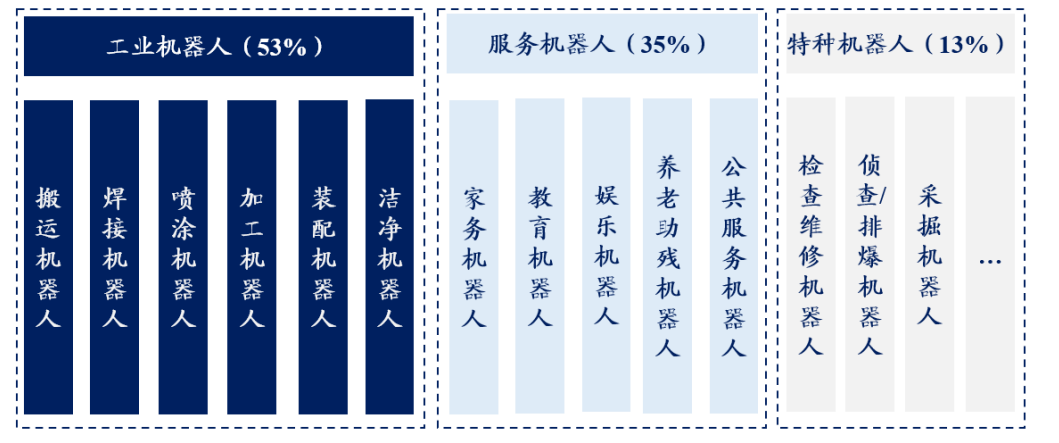 工业机器人（53%）
搬运机器人
焊接机器人
喷涂机器人
加工机器人
装配机器人
洁净机器人
服务机器人（35%）
家务机器人
教育机器人
娱乐机器人
养老助残机器人
公共服务机器人
特种机器人（13%）
检查维修机器人
侦查/排爆机器人
采掘机器人
…